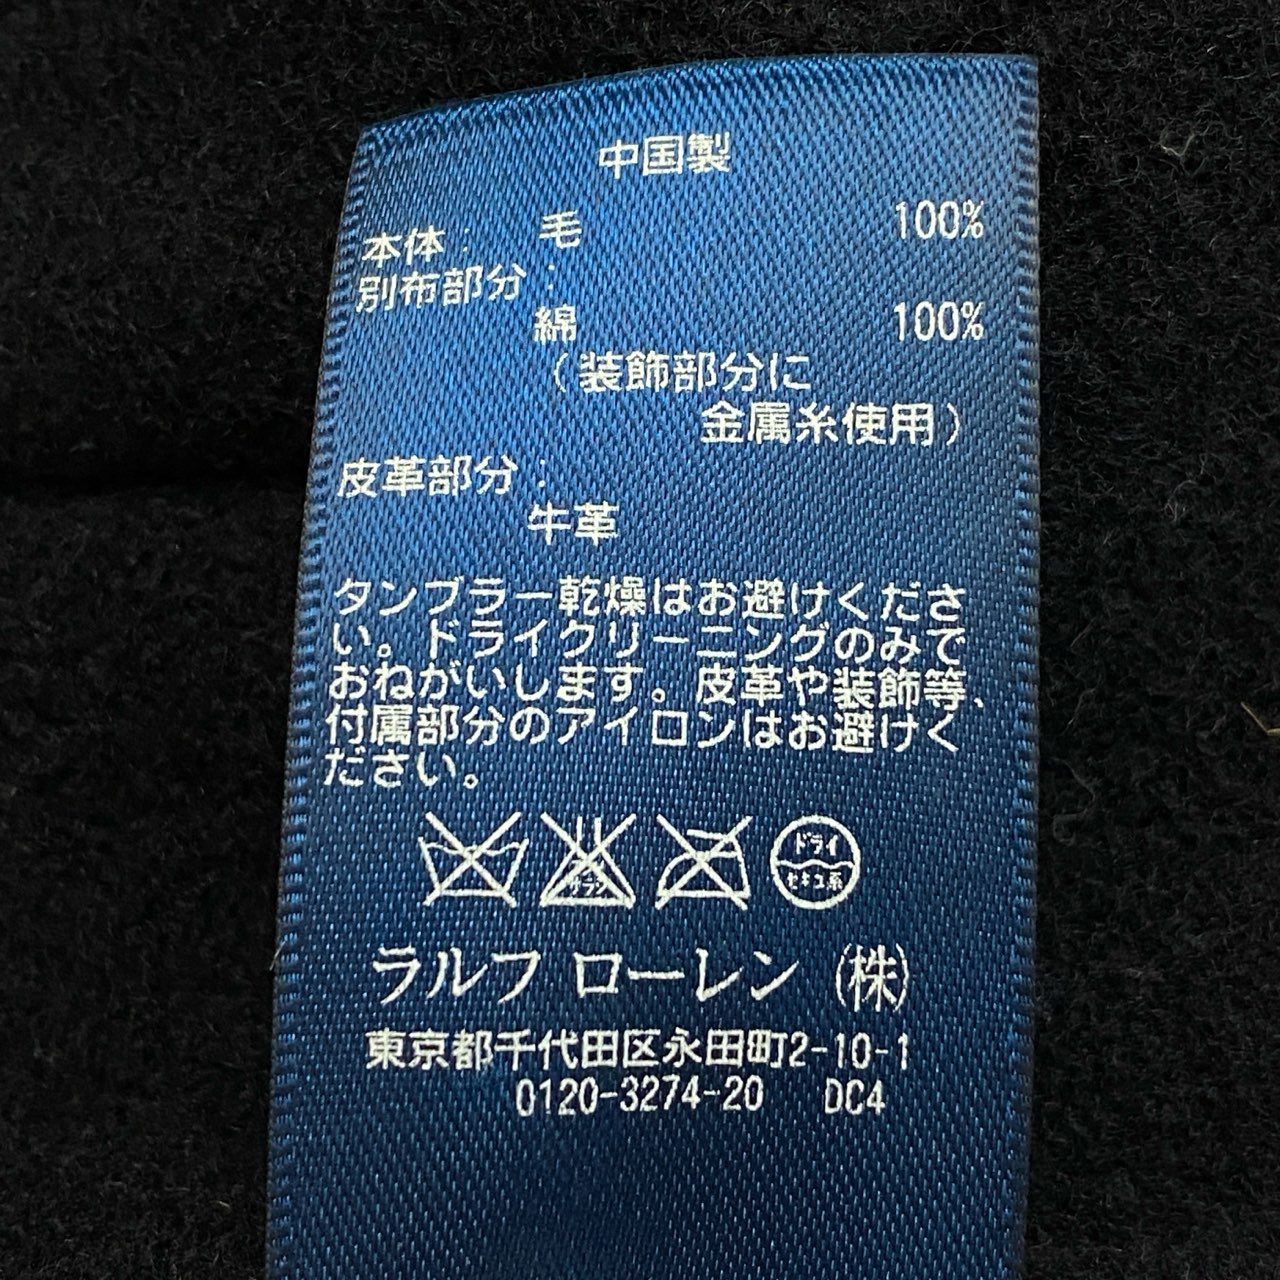 中国製
本体： 毛 100%
別布部分：
綿 100%
（装飾部分に
金属糸使用）
皮革部分：
牛革
タンブラー乾燥はお避けくださ
い。ドライクリーニングのみで
おねがいします。皮革や装飾等、
付属部分のアイロンはお避けく
ださい。
ドライ
セキユ系
ラルフ ローレン（株）
東京都千代田区永田町2-10-1
0120-3274-20 DC4